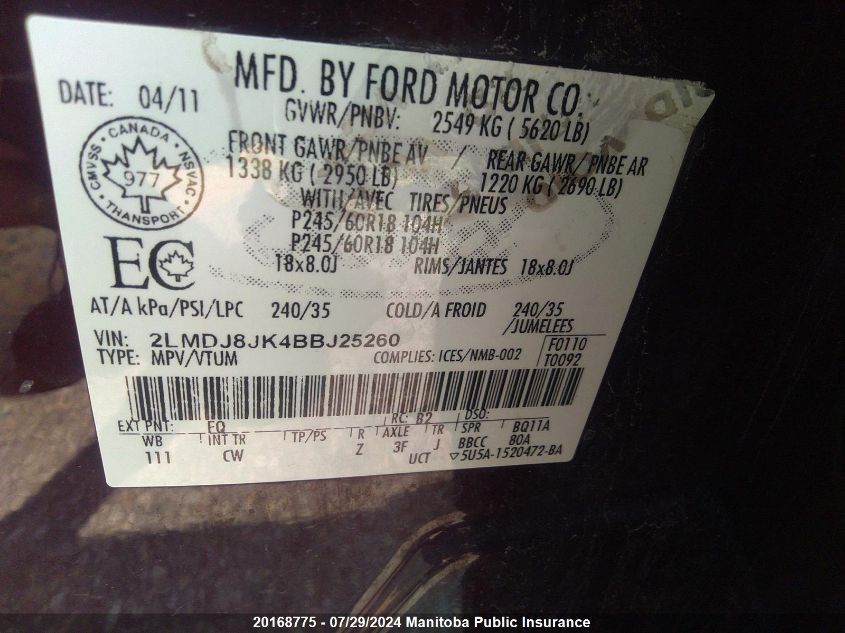 MFD. BY FORD MOTOR CO.
DATE: 04/11
GVWR/PNBV: 2549 KG ( 5620 LB)
FRONT GAWR/PNBE AV / REAR GAWR/PNBE AR
1338 KG ( 2950 LB) 1220 KG ( 2690 LB)
WITH/AVEC TIRES/PNEUS
P245/60R18 104H
P245/60R18 104H
18x8.0J RIMS/JANTES 18x8.0J
CMVSS · CANADA · NSVAC
977
· TRANSPORT ·
EC
AT/A kPa/PSI/LPC 240/35 COLD/A FROID 240/35
/JUMELEES
VIN: 2LMDJ8JK4BBJ25260
TYPE: MPV/VTUM COMPLIES: ICES/NMB-002
F0110
T0092
EXT PNT: FQ RC: 82 DSO:
WB INT TR TP/PS R AXLE TR SPR BQ11A
111 CW Z 3F J BBCC 80A
UCT ▽5U5A-1520472-BA
20168775 - 07/29/2024 Manitoba Public Insurance